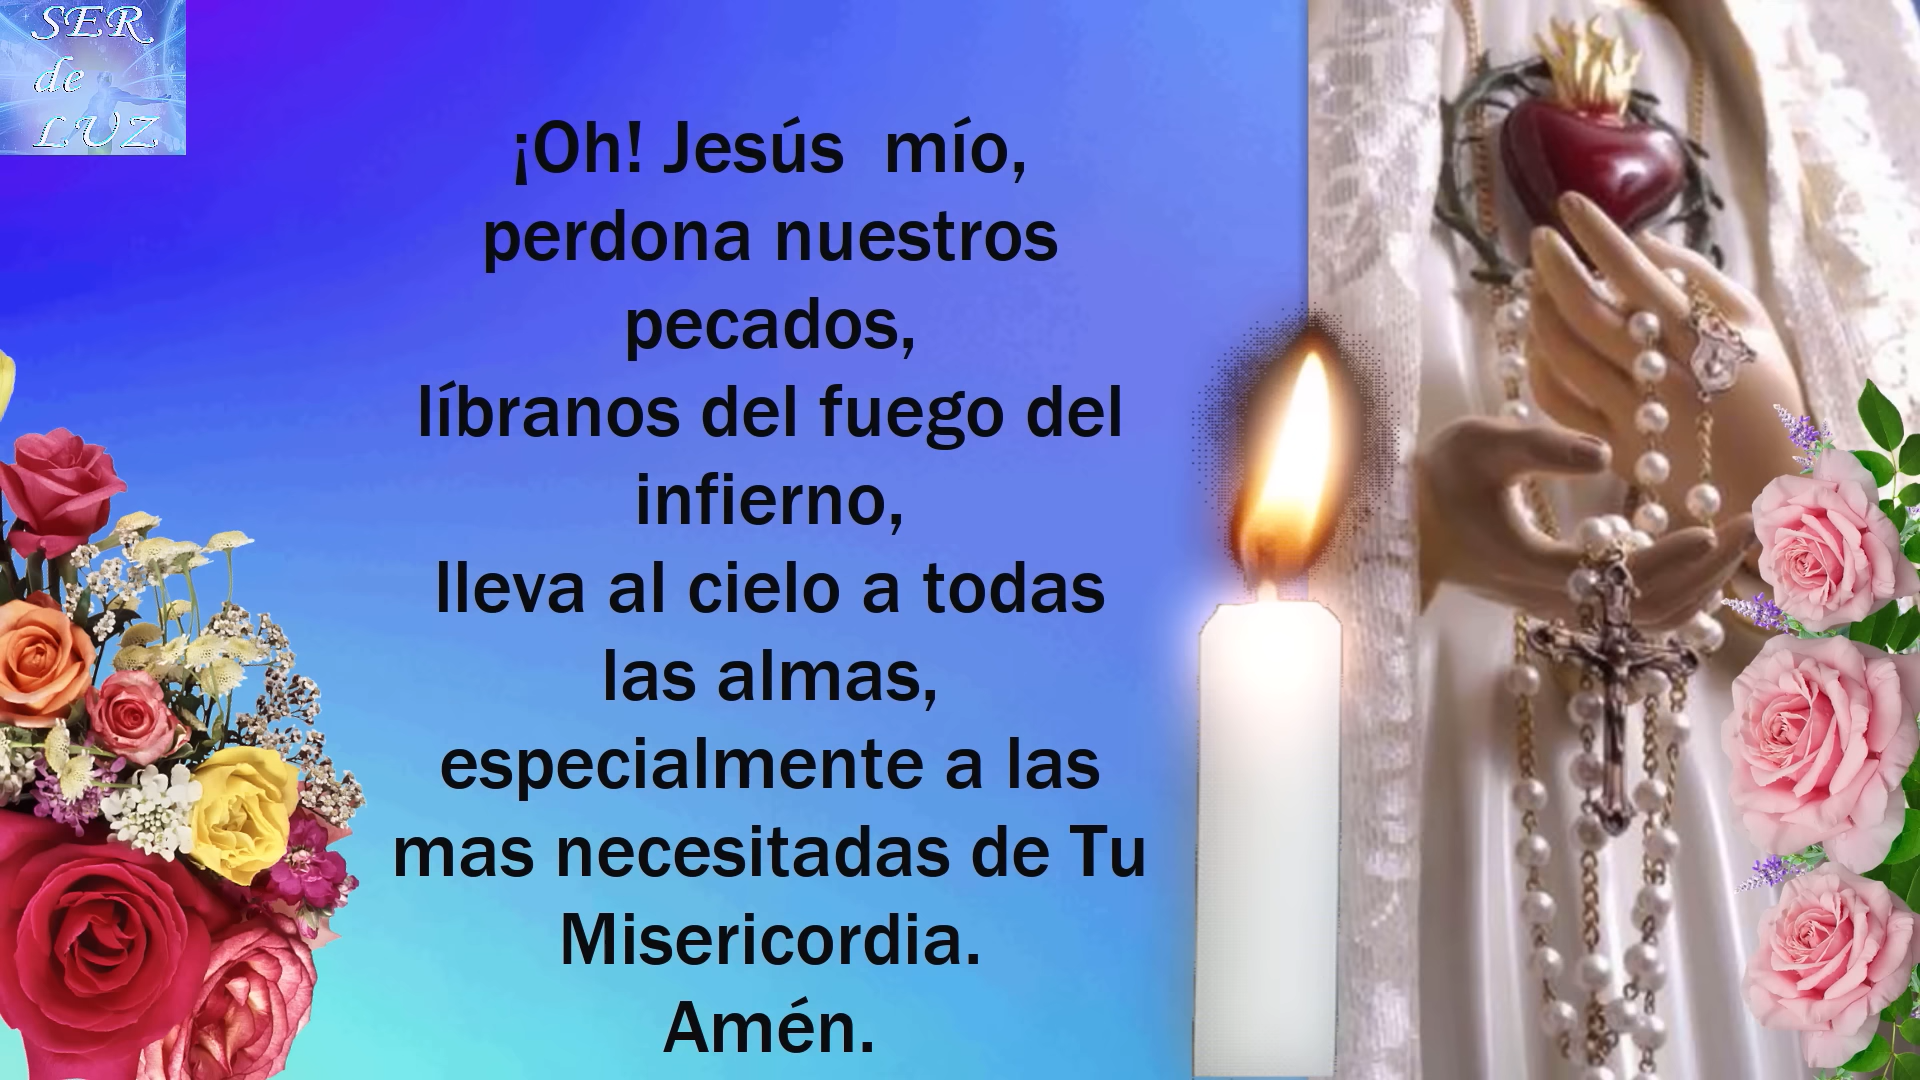 SER
de
LUZ
¡Oh! Jesús  mío,
perdona nuestros
pecados,
líbranos del fuego del
infierno,
lleva al cielo a todas
las almas,
especialmente a las
mas necesitadas de Tu
Misericordia.
Amén.